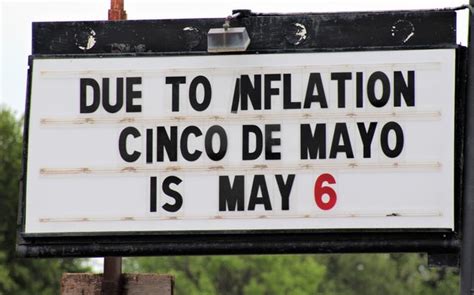 DUE TO INFLATION
CINCO DE MAYO
IS MAY 6